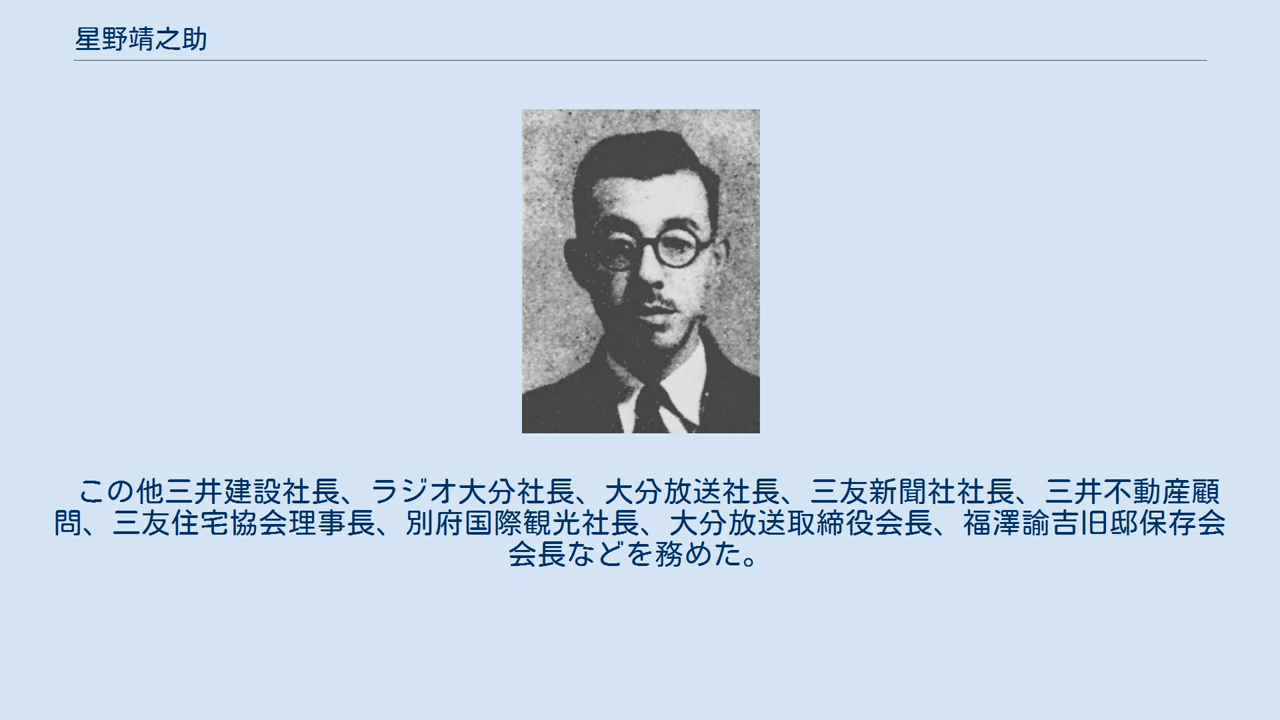 星野靖之助
この他三井建設社長、ラジオ大分社長、大分放送社長、三友新聞社社長、三井不動産顧
問、三友住宅協会理事長、別府国際観光社長、大分放送取締役会長、福澤諭吉旧邸保存会
会長などを務めた。